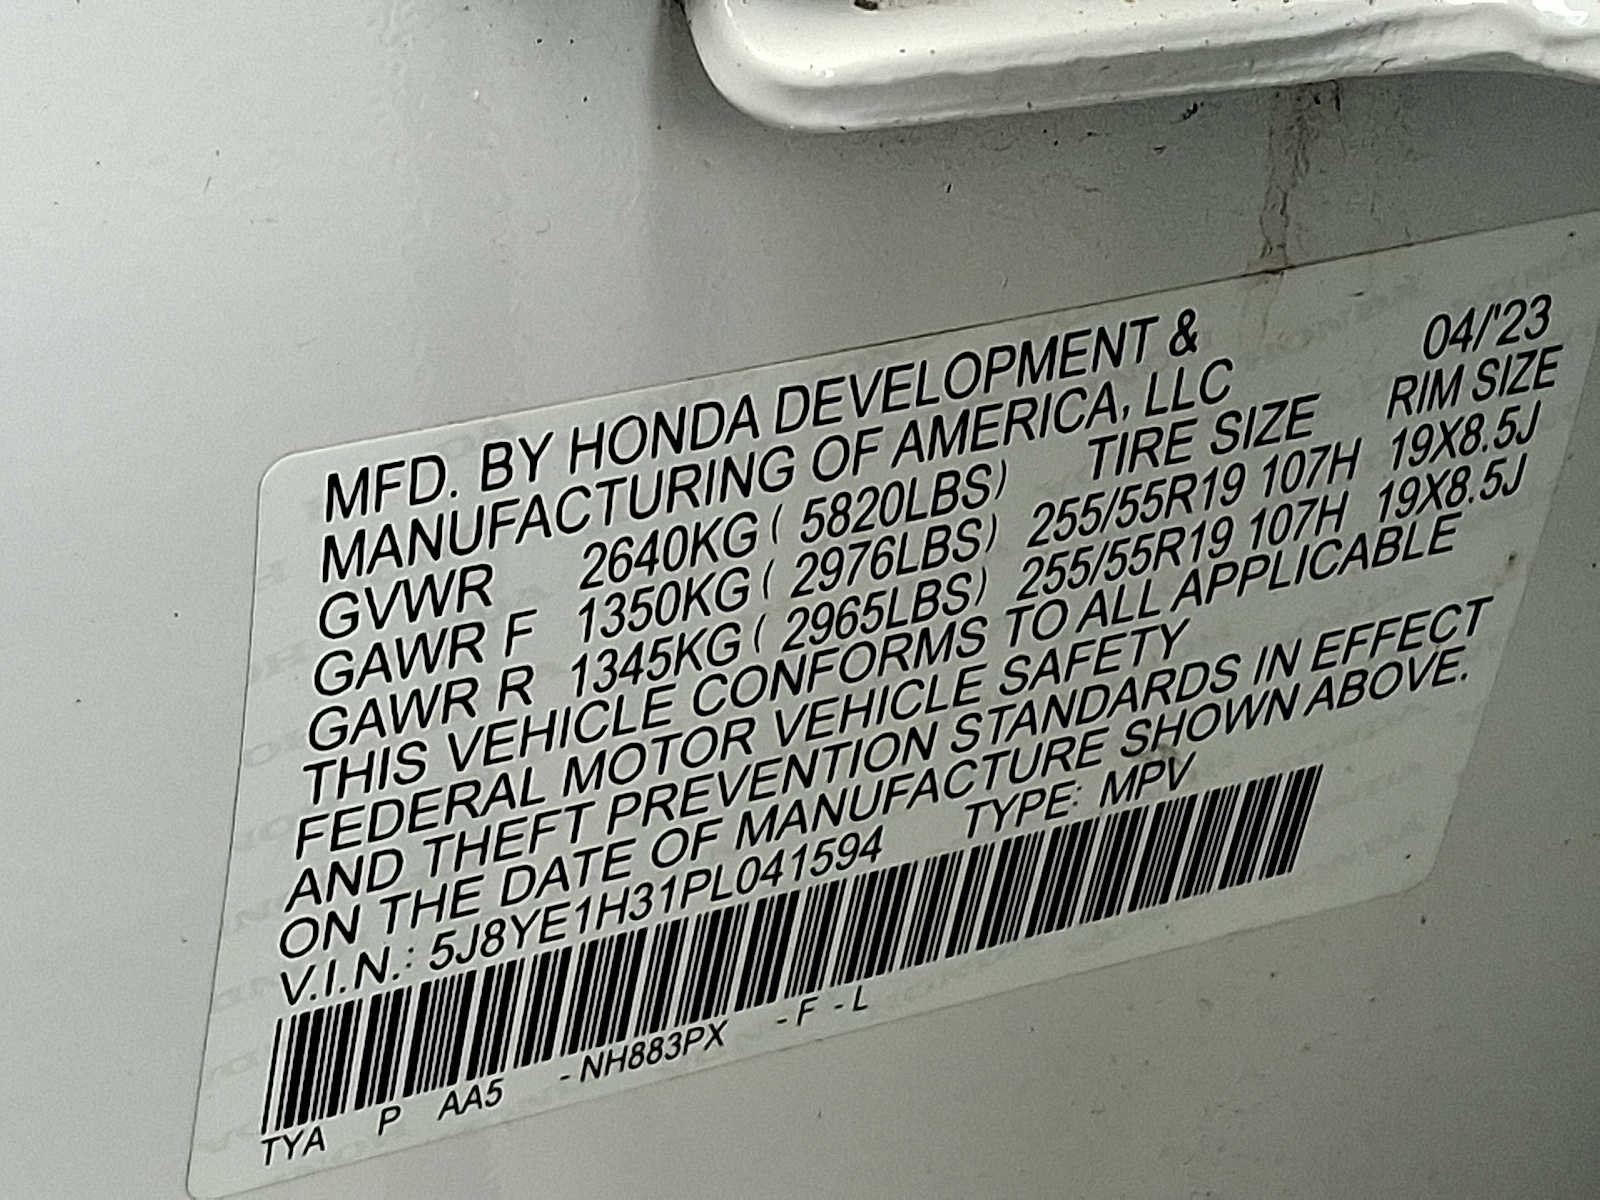 MFD. BY HONDA DEVELOPMENT & 04/'23
MANUFACTURING OF AMERICA, LLC
GVWR 2640KG ( 5820LBS) TIRE SIZE RIM SIZE
GAWR F 1350KG ( 2976LBS) 255/55R19 107H 19X8.5J
GAWR R 1345KG ( 2965LBS) 255/55R19 107H 19X8.5J
THIS VEHICLE CONFORMS TO ALL APPLICABLE
FEDERAL MOTOR VEHICLE SAFETY
AND THEFT PREVENTION STANDARDS IN EFFECT
ON THE DATE OF MANUFACTURE SHOWN ABOVE.
V.I.N.: 5J8YE1H31PL041594 TYPE: MPV
TYA P AA5 -NH883PX -F -L